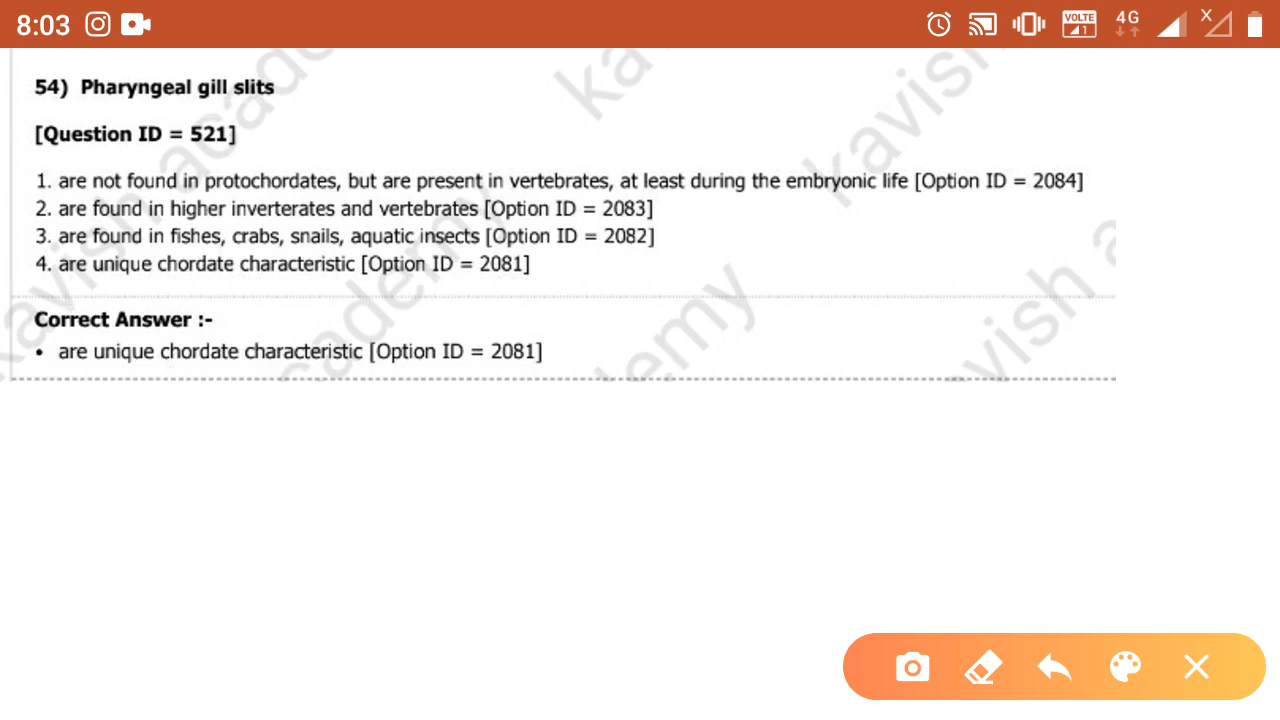 8:03
VOLTE
1
4G
X
54) Pharyngeal gill slits
[Question ID = 521]
1. are not found in protochordates, but are present in vertebrates, at least during the embryonic life [Option ID = 2084]
2. are found in higher inverterates and vertebrates [Option ID = 2083]
3. are found in fishes, crabs, snails, aquatic insects [Option ID = 2082]
4. are unique chordate characteristic [Option ID = 2081]
Correct Answer :-
• are unique chordate characteristic [Option ID = 2081]
kavish academy